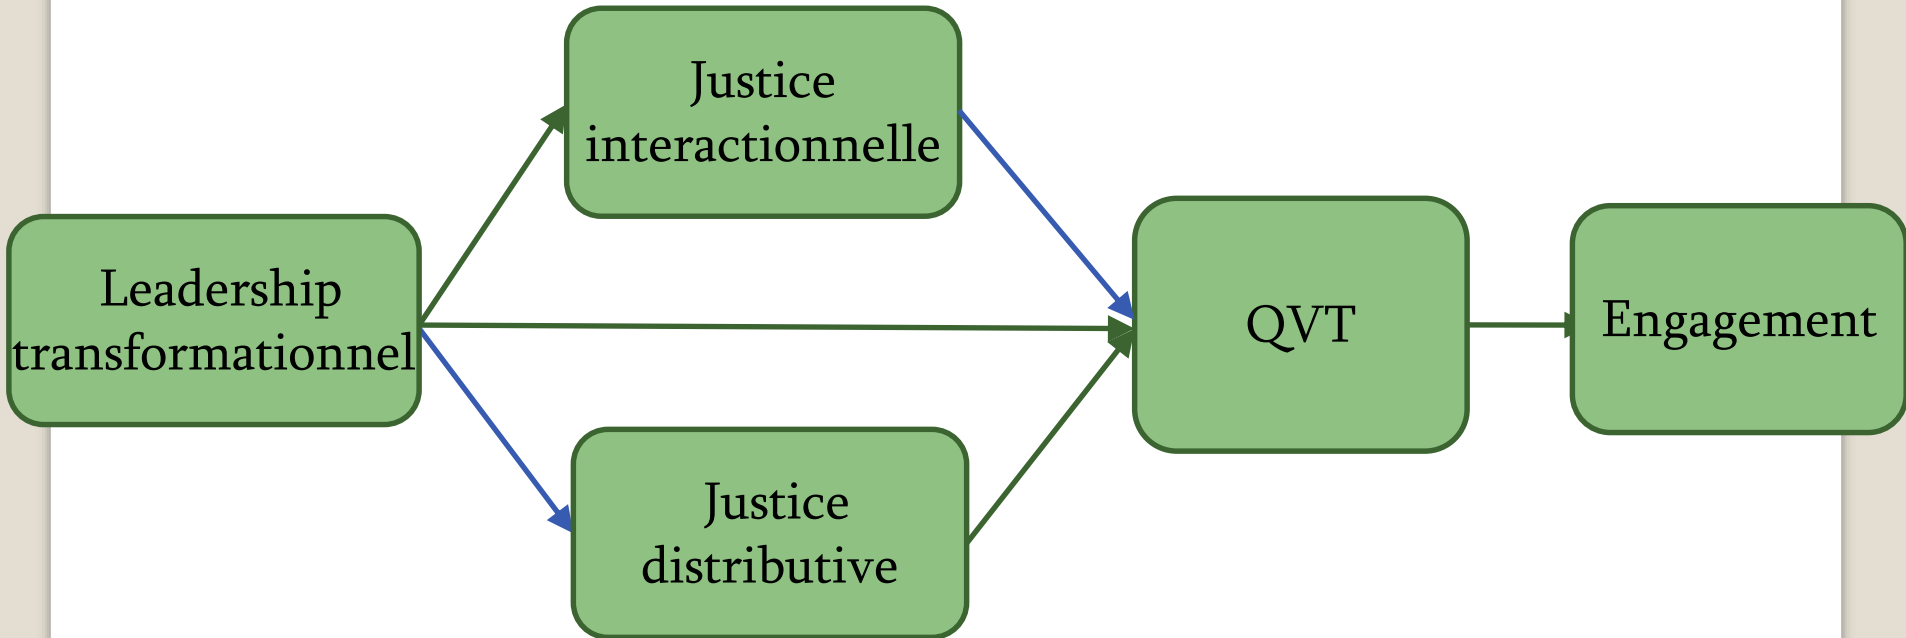 Justice
interactionnelle
Leadership
transformationnel
QVT
Engagement
Justice
distributive